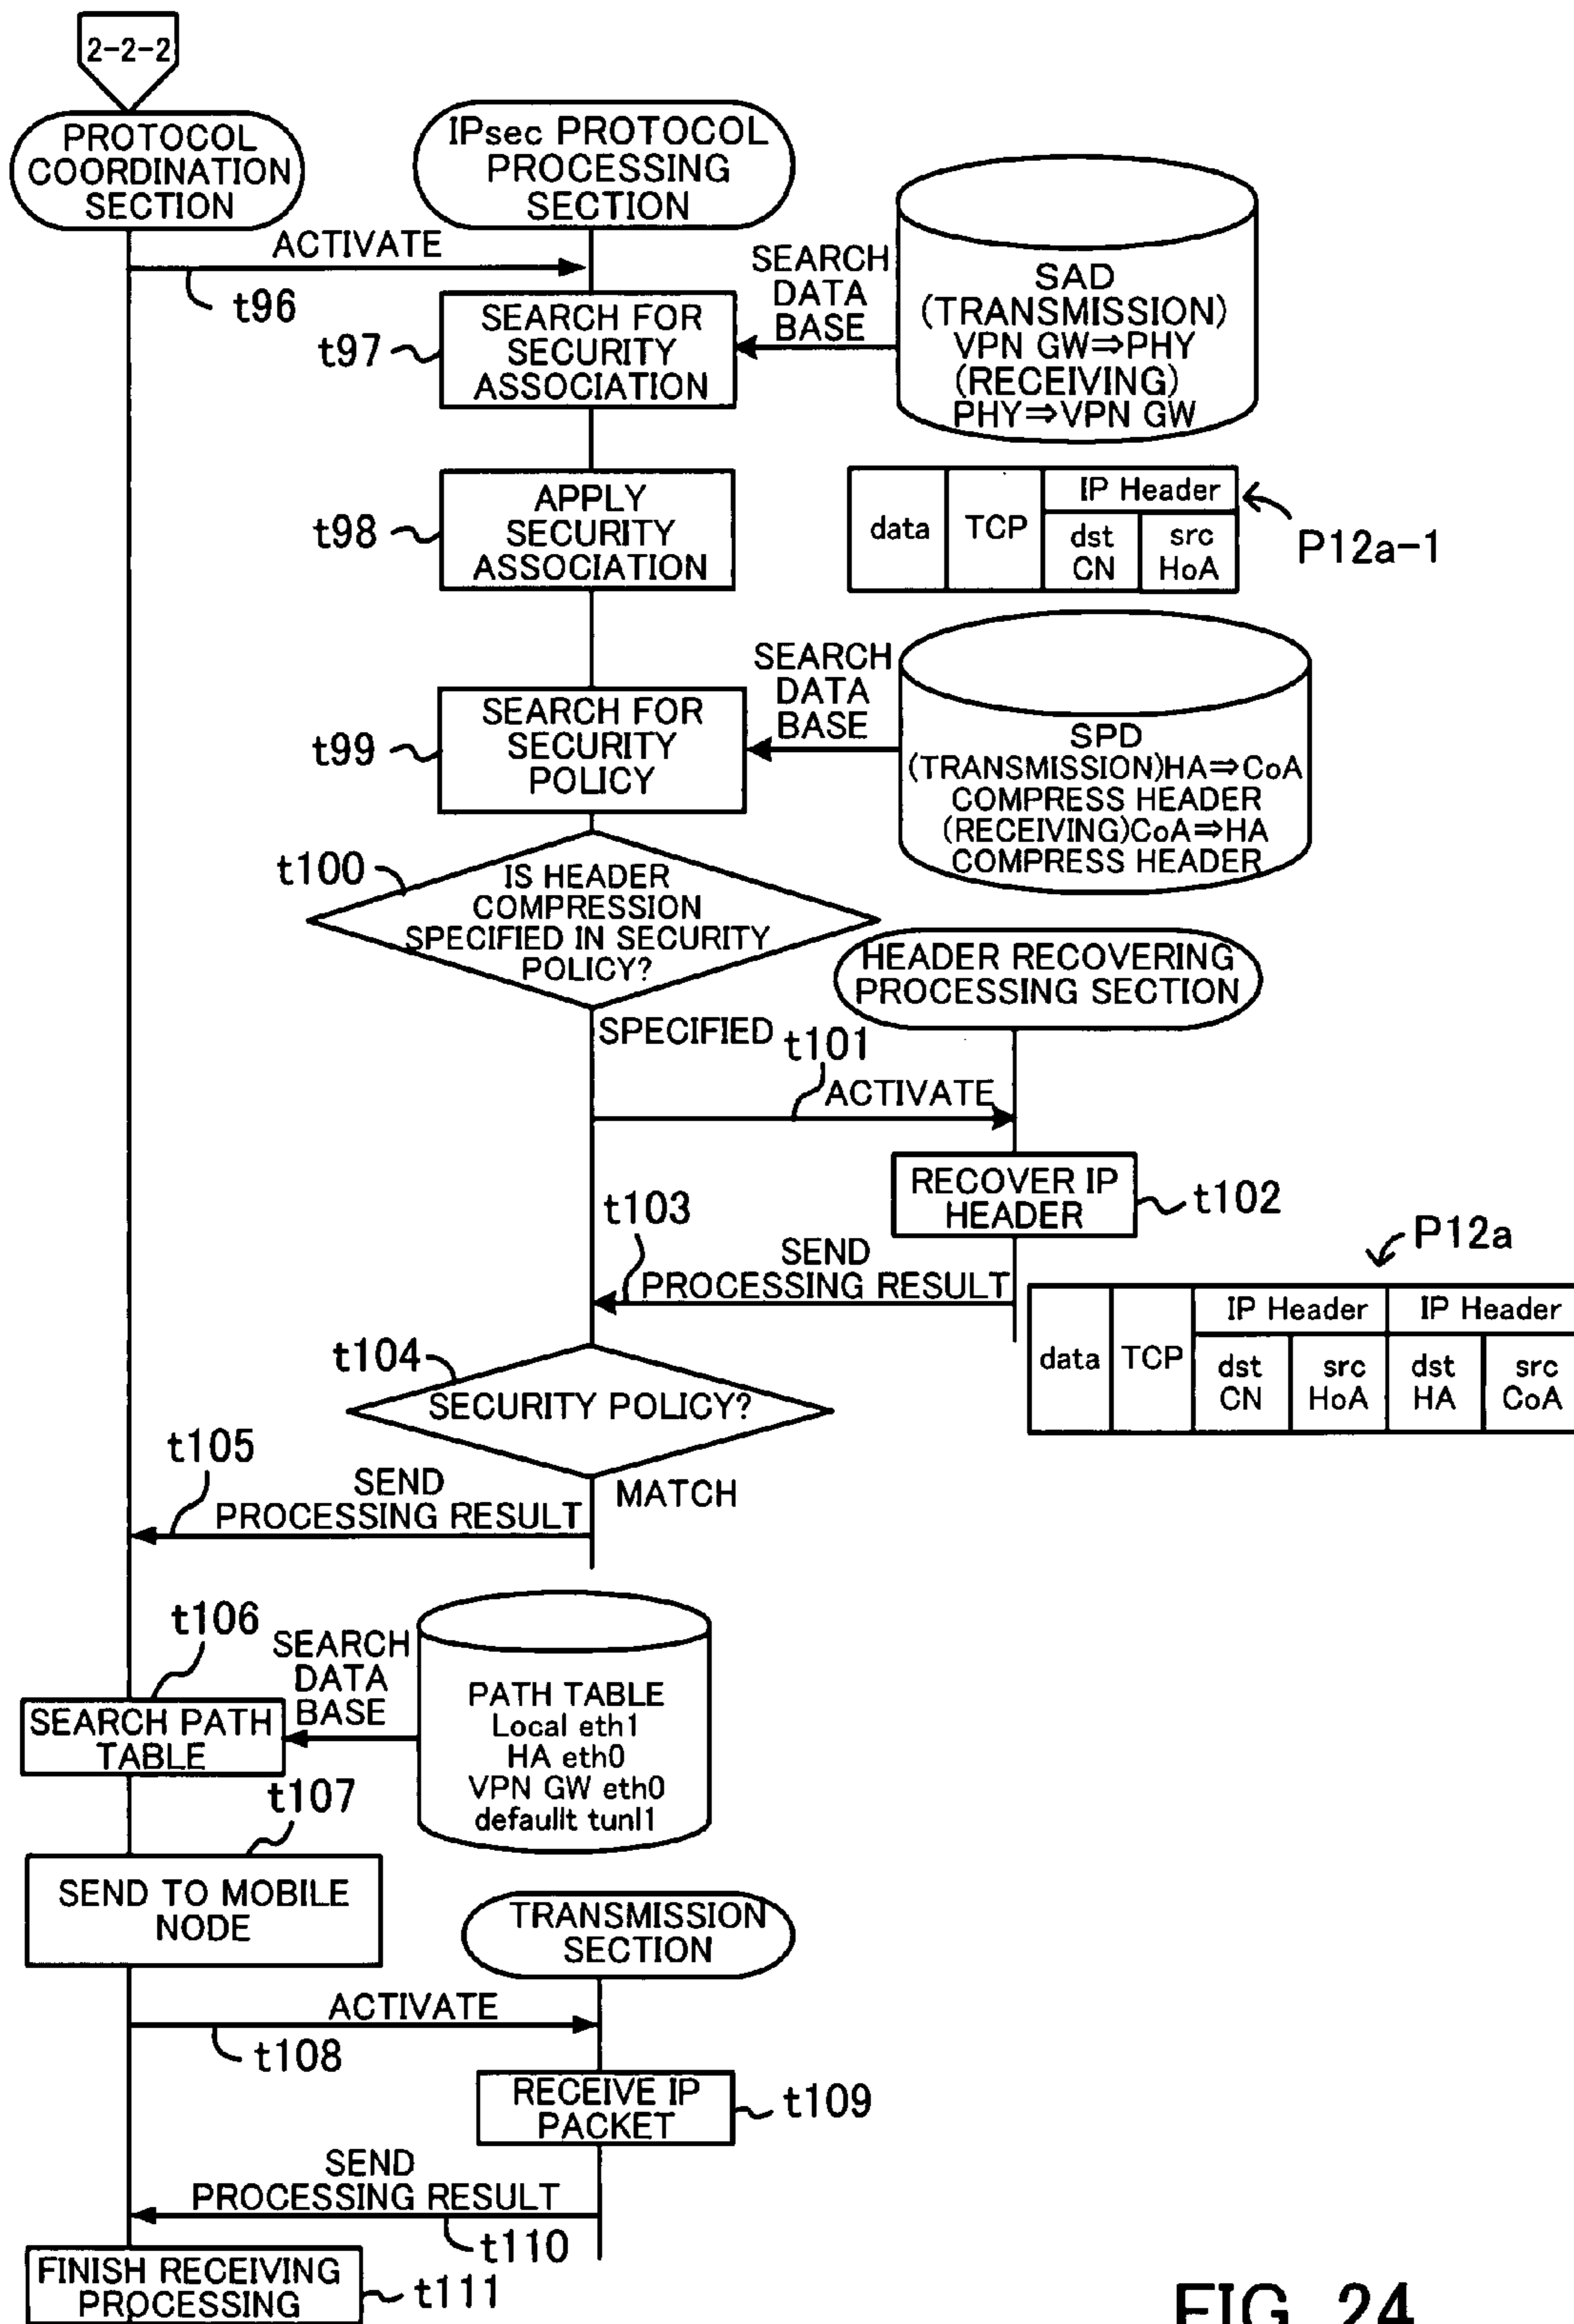 2-2-2
PROTOCOL
COORDINATION
SECTION
IPsec PROTOCOL
PROCESSING
SECTION
ACTIVATE
t96
SEARCH
DATA
BASE
SAD
(TRANSMISSION)
VPN GW⇒PHY
(RECEIVING)
PHY⇒VPN GW
t97
SEARCH FOR
SECURITY
ASSOCIATION
t98
APPLY
SECURITY
ASSOCIATION
data
TCP
IP Header
dst
CN
src
HoA
P12a-1
t99
SEARCH FOR
SECURITY
POLICY
SEARCH
DATA
BASE
SPD
(TRANSMISSION)HA⇒CoA
COMPRESS HEADER
(RECEIVING)CoA⇒HA
COMPRESS HEADER
t100
IS HEADER
COMPRESSION
SPECIFIED IN SECURITY
POLICY?
HEADER RECOVERING
PROCESSING SECTION
SPECIFIED
t101
ACTIVATE
RECOVER IP
HEADER
t102
t103
SEND
PROCESSING RESULT
P12a
data
TCP
IP Header
IP Header
dst
CN
src
HoA
dst
HA
src
CoA
t104
SECURITY POLICY?
MATCH
t105
SEND
PROCESSING RESULT
t106
SEARCH
DATA
BASE
SEARCH PATH
TABLE
PATH TABLE
Local eth1
HA eth0
VPN GW eth0
defaullt tunl1
t107
SEND TO MOBILE
NODE
TRANSMISSION
SECTION
ACTIVATE
t108
RECEIVE IP
PACKET
t109
SEND
PROCESSING RESULT
t110
FINISH RECEIVING
PROCESSING
t111
FIG. 24